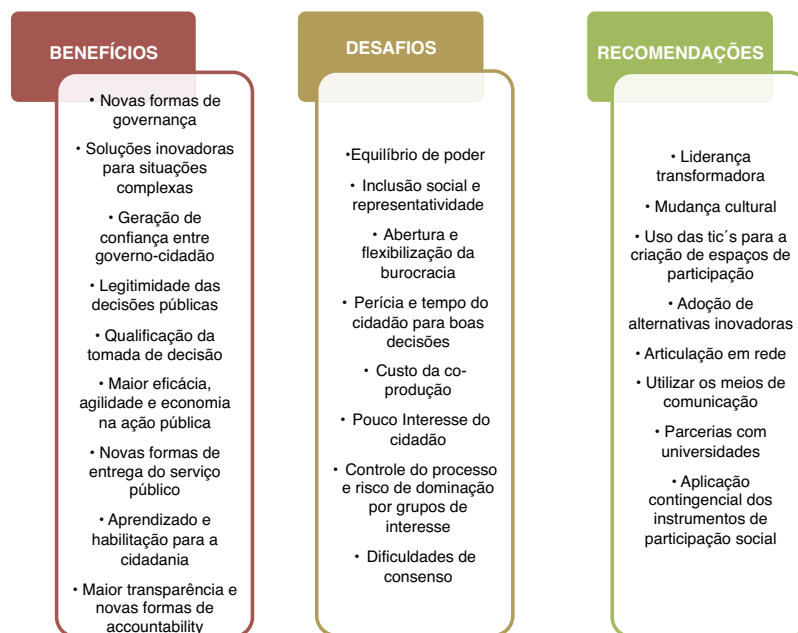 BENEFÍCIOS
• Novas formas de
governança
• Soluções inovadoras
para situações
complexas
• Geração de
confiança entre
governo-cidadão
• Legitimidade das
decisões públicas
• Qualificação da
tomada de decisão
• Maior eficácia,
agilidade e economia
na ação pública
• Novas formas de
entrega do serviço
público
• Aprendizado e
habilitação para a
cidadania
• Maior transparência e
novas formas de
accountability
DESAFIOS
•Equilíbrio de poder
• Inclusão social e
representatividade
• Abertura e
flexibilização da
burocracia
• Perícia e tempo do
cidadão para boas
decisões
• Custo da co-
produção
• Pouco Interesse do
cidadão
• Controle do processo
e risco de dominação
por grupos de
interesse
• Dificuldades de
consenso
RECOMENDAÇÕES
• Liderança
transformadora
• Mudança cultural
• Uso das tic´s para a
criação de espaços de
participação
• Adoção de
alternativas inovadoras
• Articulação em rede
• Utilizar os meios de
comunicação
• Parcerias com
universidades
• Aplicação
contingencial dos
instrumentos de
participação social